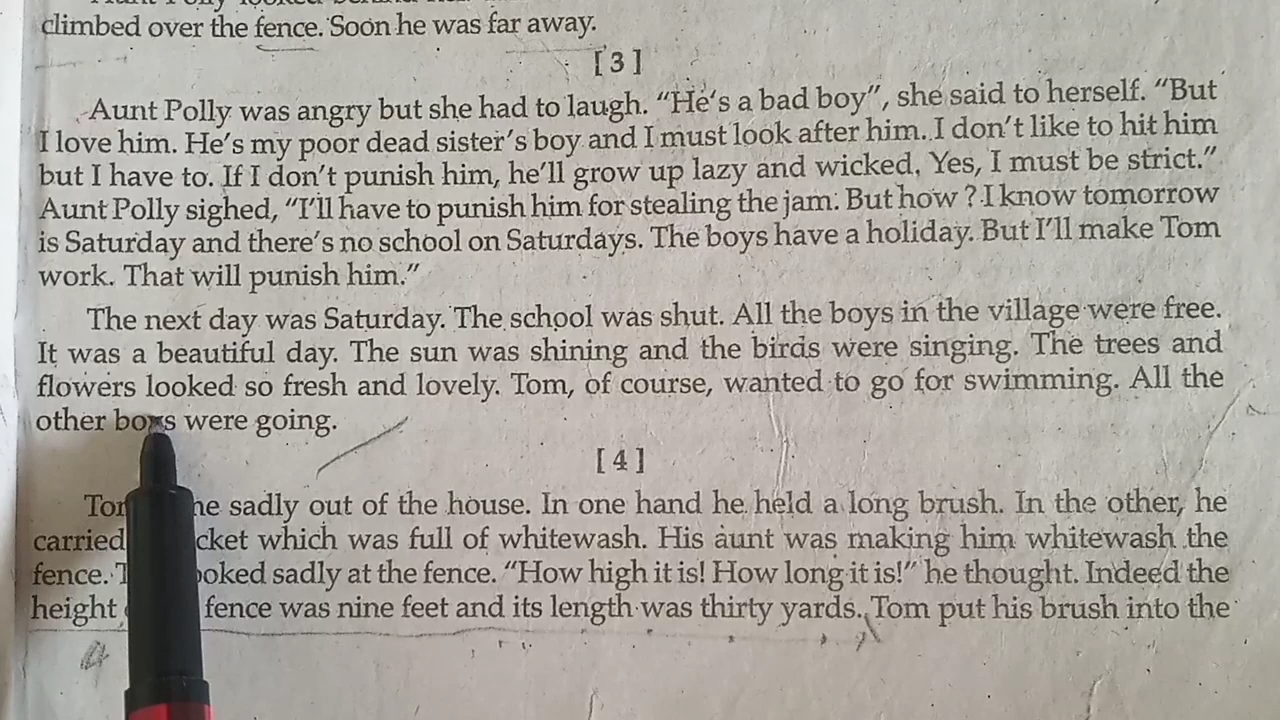 climbed over the fence. Soon he was far away.
[ 3 ]
Aunt Polly was angry but she had to laugh. "He's a bad boy", she said to herself. "But
I love him. He's my poor dead sister's boy and I must look after him. I don't like to hit him
but I have to. If I don't punish him, he'll grow up lazy and wicked, Yes, I must be strict."
Aunt Polly sighed, "I'll have to punish him for stealing the jam. But how ? I know tomorrow
is Saturday and there's no school on Saturdays. The boys have a holiday. But I'll make Tom
work. That will punish him."
The next day was Saturday. The school was shut. All the boys in the village were free.
It was a beautiful day. The sun was shining and the birds were singing. The trees and
flowers looked so fresh and lovely. Tom, of course, wanted to go for swimming. All the
other boys were going.
[ 4 ]
sadly out of the house. In one hand he held a long brush. In the other, he
carried which was full of whitewash. His aunt was making him whitewash the
fence. sadly at the fence. "How high it is! How long it is!" he thought. Indeed the
height fence was nine feet and its length was thirty yards. Tom put his brush into the